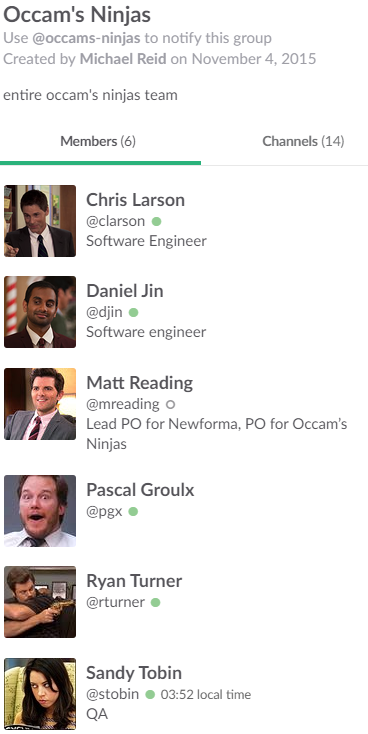 Occam's Ninjas
Use @occams-ninjas to notify this group
Created by Michael Reid on November 4, 2015
entire occam's ninjas team
Members (6) Channels (14)
Chris Larson
@clarson
Software Engineer
Daniel Jin
@djin
Software engineer
Matt Reading
@mreading
Lead PO for Newforma, PO for Occam’s
Ninjas
Pascal Groulx
@pgx
Ryan Turner
@rturner
Sandy Tobin
@stobin 03:52 local time
QA